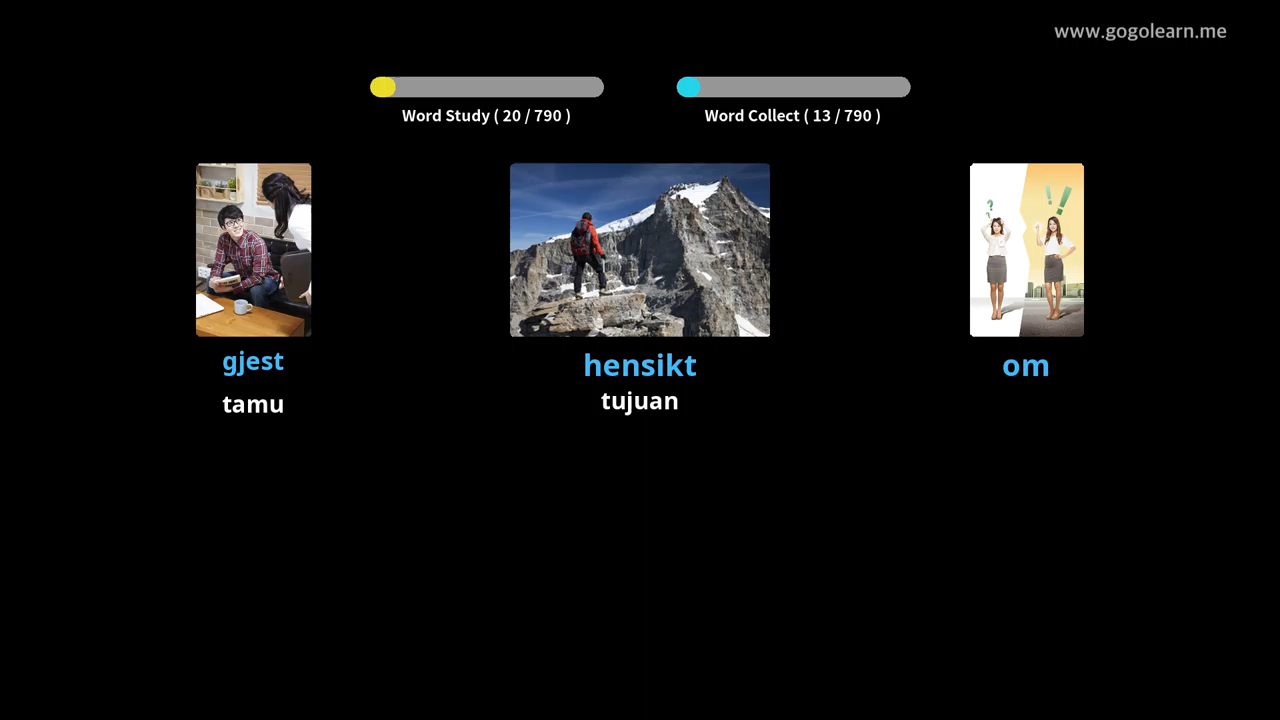 www.gogolearn.me
Word Study ( 20 / 790 )
Word Collect ( 13 / 790 )
gjest
tamu
hensikt
tujuan
om